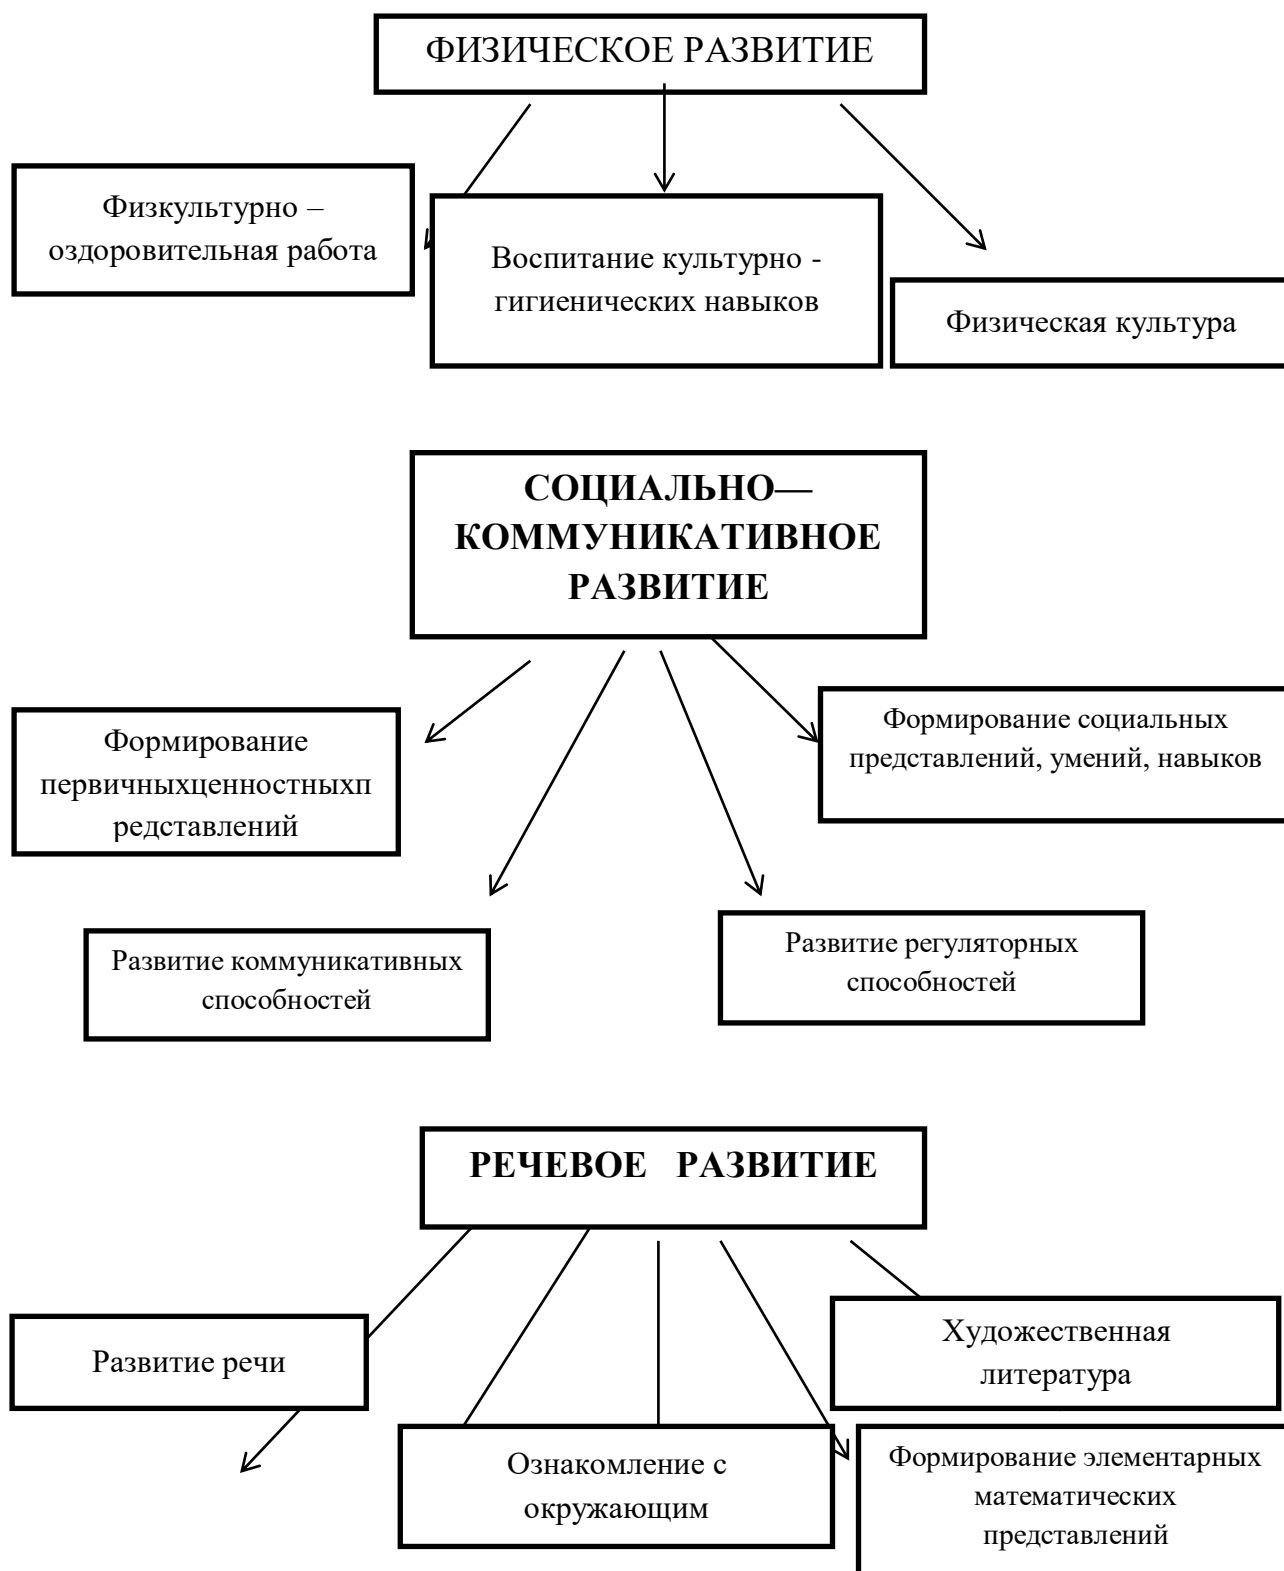 ФИЗИЧЕСКОЕ РАЗВИТИЕ
Физкультурно –
оздоровительная работа
Воспитание культурно -
гигиенических навыков
Физическая культура
СОЦИАЛЬНО—
КОММУНИКАТИВНОЕ
РАЗВИТИЕ
Формирование
первичныхценностныхп
редставлений
Формирование социальных
представлений, умений, навыков
Развитие коммуникативных
способностей
Развитие регуляторных
способностей
РЕЧЕВОЕ РАЗВИТИЕ
Развитие речи
Художественная
литература
Ознакомление с
окружающим
Формирование элементарных
математических
представлений